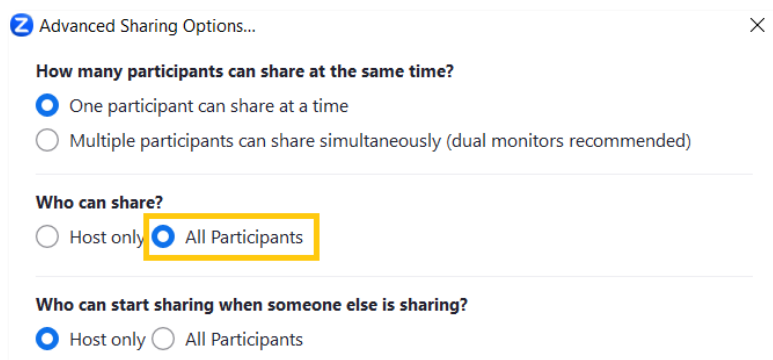 Advanced Sharing Options...
How many participants can share at the same time?
One participant can share at a time
Multiple participants can share simultaneously (dual monitors recommended)
Who can share?
Host only All Participants
Who can start sharing when someone else is sharing?
Host only All Participants